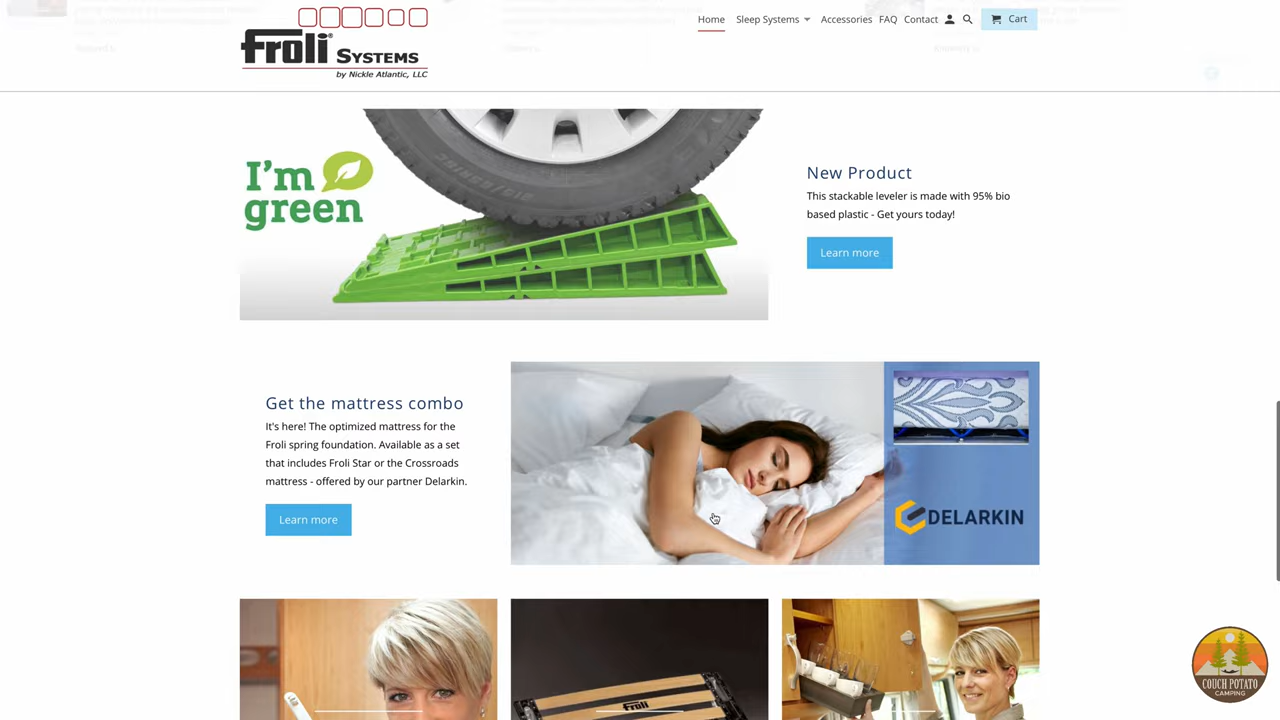 Froli® SYSTEMS
by Nickle Atlantic, LLC
Home Sleep Systems Accessories FAQ Contact Cart
I'm green
New Product
This stackable leveler is made with 95% bio
based plastic - Get yours today!
Learn more
Get the mattress combo
It's here! The optimized mattress for the
Froli spring foundation. Available as a set
that includes Froli Star or the Crossroads
mattress - offered by our partner Delarkin.
Learn more
DELARKIN
Froli
COUCH POTATO
CAMPING